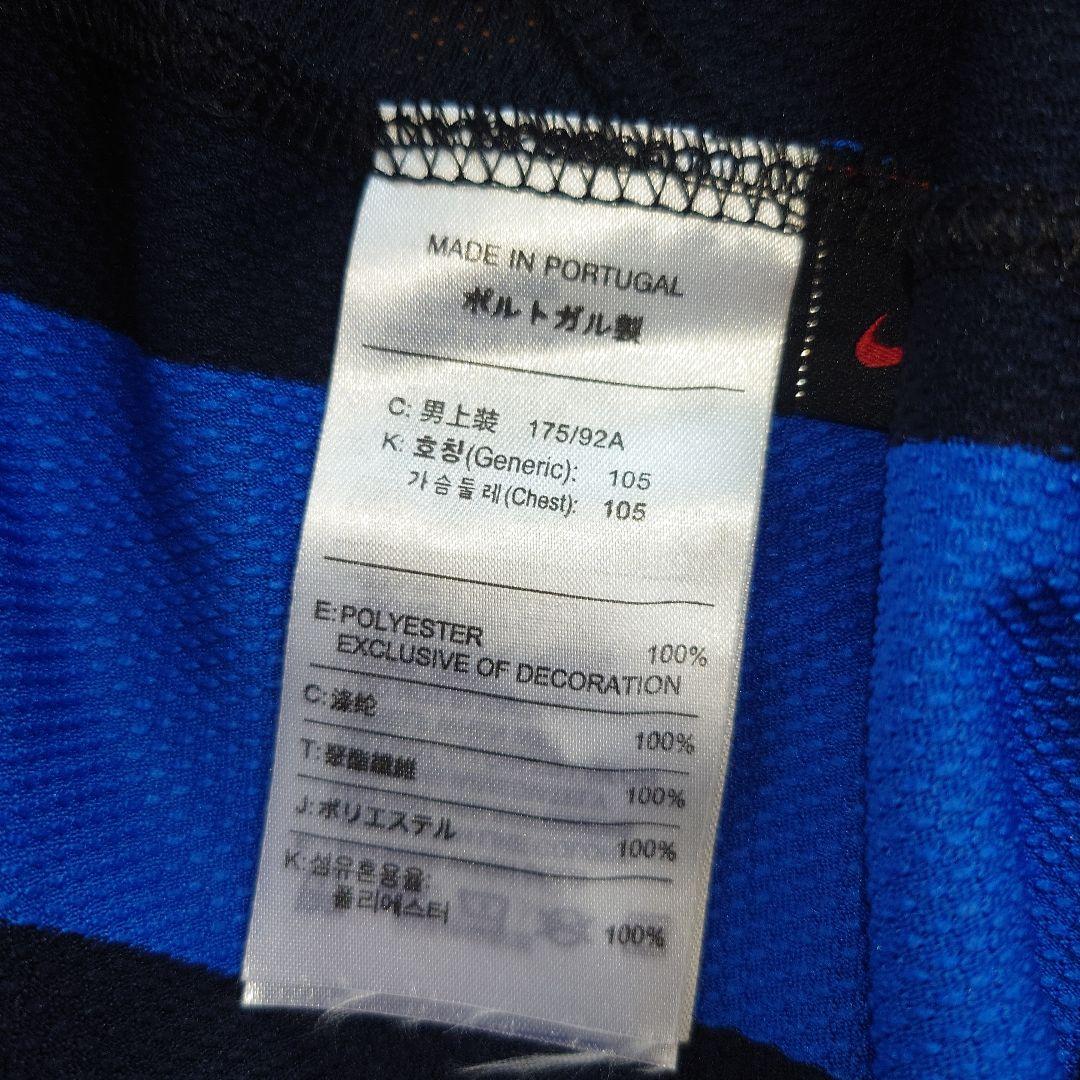 MADE IN PORTUGAL
ポルトガル製
C: 男上裝 175/92A
K: 호칭(Generic): 105
가슴둘레(Chest): 105
E: POLYESTER 100%
EXCLUSIVE OF DECORATION
C: 涤纶 100%
T: 聚酯纖維 100%
J: ポリエステル 100%
K: 섬유혼용율:
폴리에스터 100%